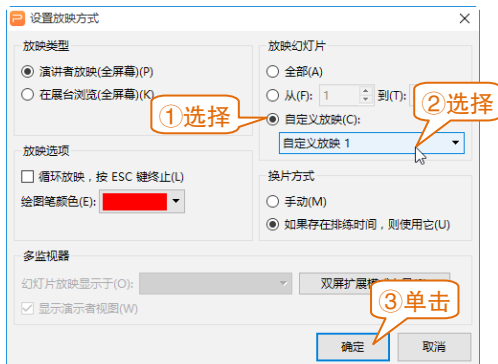 设置放映方式
放映类型
演讲者放映(全屏幕)(P)
在展台浏览(全屏幕)(K)
放映选项
循环放映，按 ESC 键终止(L)
绘图笔颜色(E):
放映幻灯片
全部(A)
从(F): 1 到(T):
自定义放映(C):
自定义放映 1
①选择
②选择
换片方式
手动(M)
如果存在排练时间，则使用它(U)
多监视器
幻灯片放映显示于(O):
双屏扩展模
显示演示者视图(W)
③单击
确定
取消